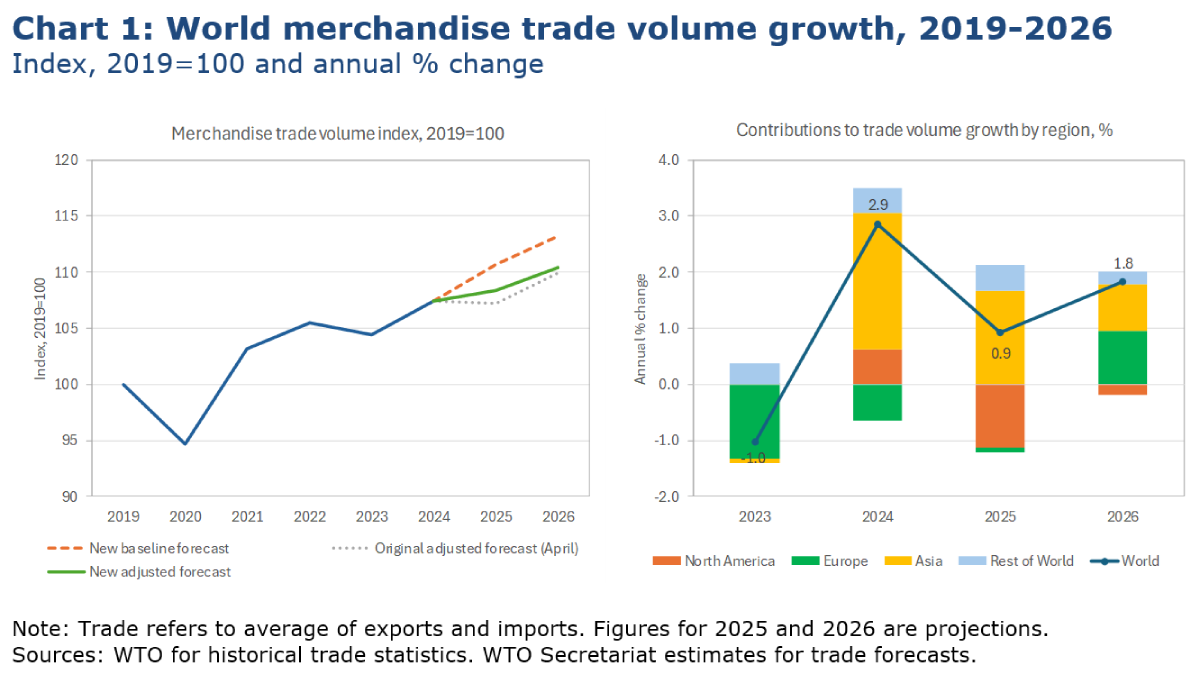 Chart 1: World merchandise trade volume growth, 2019-2026
Index, 2019=100 and annual % change
Merchandise trade volume index, 2019=100
120
115
110
105
100
95
90
Index, 2019=100
2019 2020 2021 2022 2023 2024 2025 2026
New baseline forecast Original adjusted forecast (April)
New adjusted forecast
Contributions to trade volume growth by region, %
4.0
3.0
2.0
1.0
0.0
-1.0
-2.0
Annual % change
-1.0
2.9
0.9
1.8
2023 2024 2025 2026
North America Europe Asia Rest of World World
Note: Trade refers to average of exports and imports. Figures for 2025 and 2026 are projections.
Sources: WTO for historical trade statistics. WTO Secretariat estimates for trade forecasts.